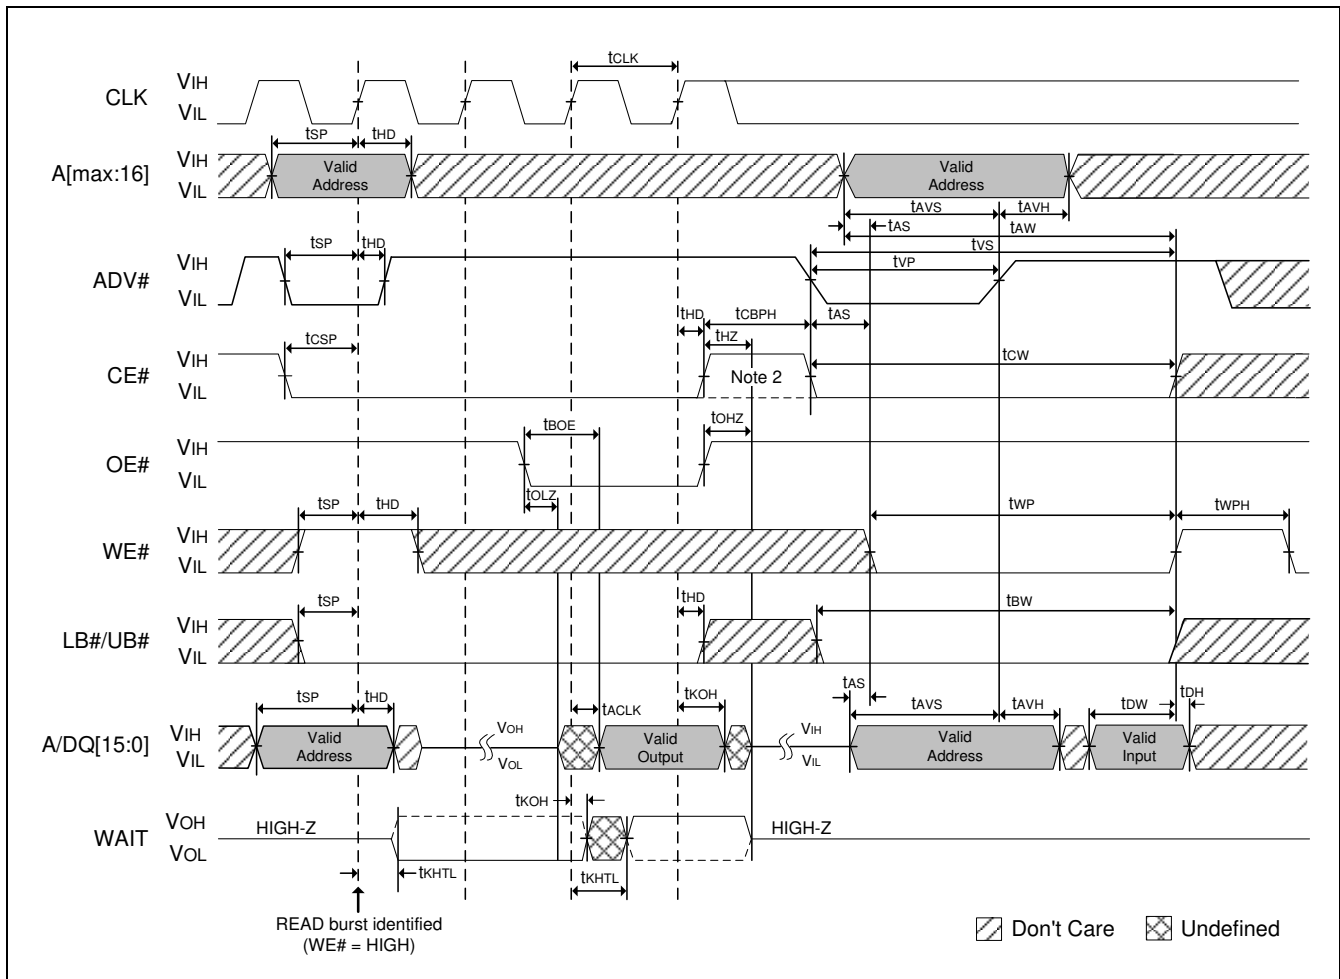 tCLK
CLK
VIH
VIL
tSP
tHD
A[max:16]
VIH
VIL
Valid
Address
Valid
Address
tAVS
tAVH
tAS
tAW
tSP
tHD
tVS
ADV#
VIH
VIL
tVP
tHD
tCBPH
tAS
tCSP
tHZ
CE#
VIH
VIL
Note 2
tCW
tBOE
tOHZ
OE#
VIH
VIL
tOLZ
tSP
tHD
tWP
tWPH
WE#
VIH
VIL
tSP
tHD
tBW
LB#/UB#
VIH
VIL
tSP
tHD
tACLK
tKOH
tAS
tAVS
tAVH
tDW
tDH
A/DQ[15:0]
VIH
VIL
Valid
Address
VOH
VOL
Valid
Output
VIH
VIL
Valid
Address
Valid
Input
tKOH
WAIT
VOH
VOL
HIGH-Z
HIGH-Z
tKHTL
tKHTL
READ burst identified
(WE# = HIGH)
Don't Care
Undefined